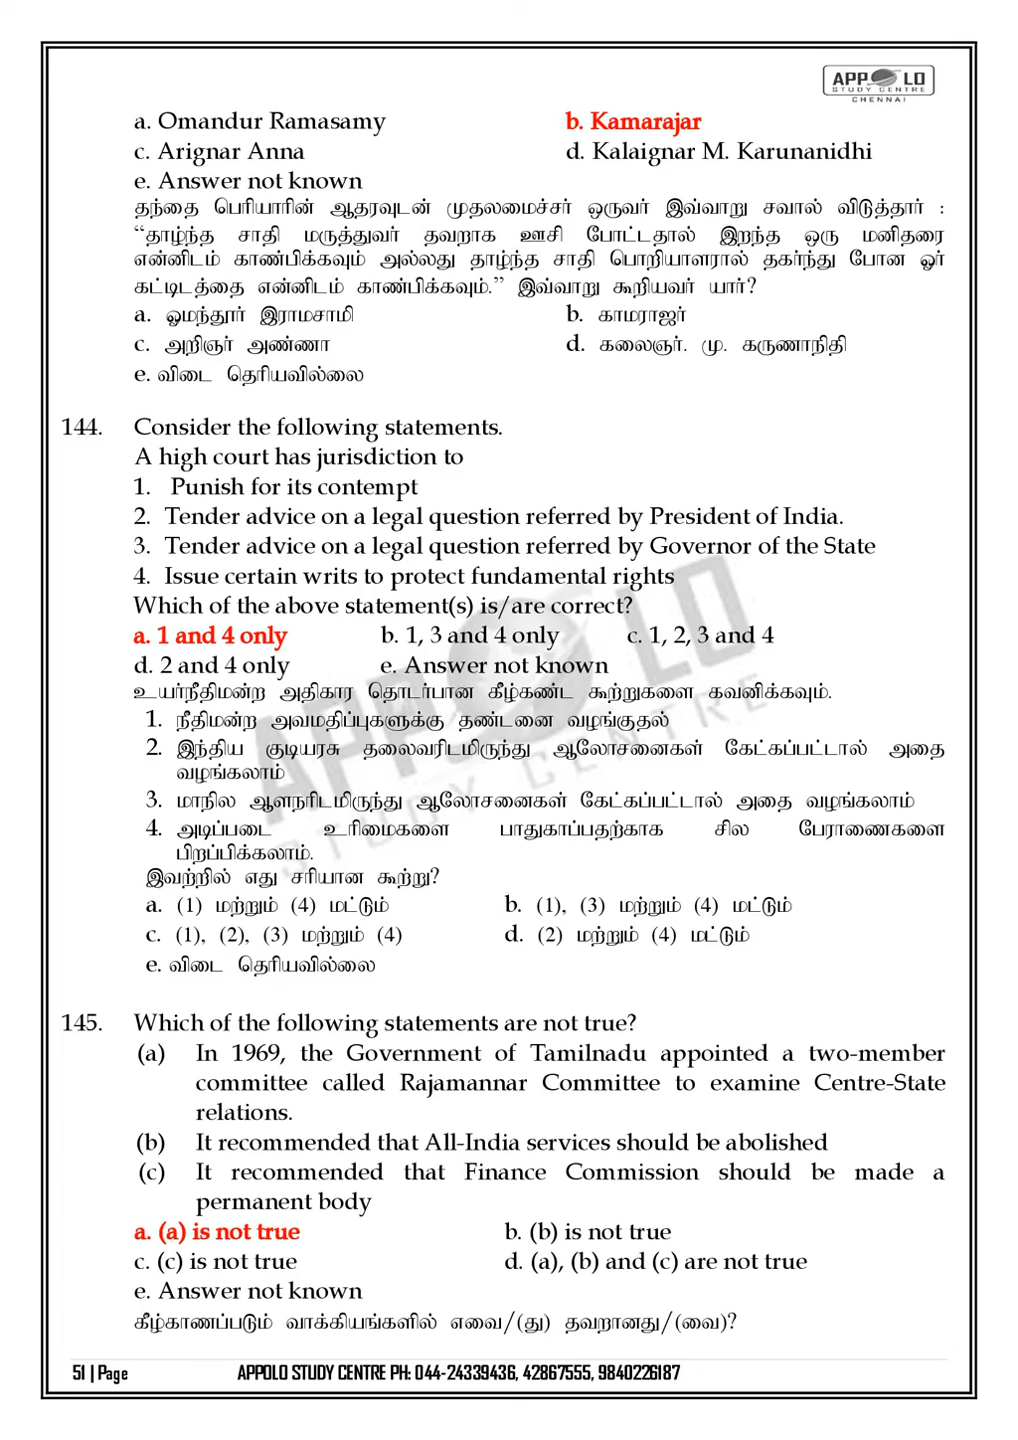 APPOLO
STUDY CENTRE
CHENNAI
a. Omandur Ramasamy b. Kamarajar
c. Arignar Anna d. Kalaignar M. Karunanidhi
e. Answer not known
தந்தை பெரியாரின் ஆதரவுடன் முதலமைச்சர் ஒருவர் இவ்வாறு சவால் விடுத்தார் :
“தாழ்ந்த சாதி மருத்துவர் தவறாக ஊசி போட்டதால் இறந்த ஒரு மனிதரை
என்னிடம் காண்பிக்கவும் அல்லது தாழ்ந்த சாதி பொறியாளரால் தகர்ந்து போன ஓர்
கட்டிடத்தை என்னிடம் காண்பிக்கவும்.” இவ்வாறு கூறியவர் யார்?
a. ஓமந்தூர் இராமசாமி b. காமராஜர்
c. அறிஞர் அண்ணா d. கலைஞர். மு. கருணாநிதி
e. விடை தெரியவில்லை
144. Consider the following statements.
A high court has jurisdiction to
1. Punish for its contempt
2. Tender advice on a legal question referred by President of India.
3. Tender advice on a legal question referred by Governor of the State
4. Issue certain writs to protect fundamental rights
Which of the above statement(s) is/are correct?
a. 1 and 4 only b. 1, 3 and 4 only c. 1, 2, 3 and 4
d. 2 and 4 only e. Answer not known
உயர்நீதிமன்ற அதிகார தொடர்பான கீழ்கண்ட கூற்றுகளை கவனிக்கவும்.
1. நீதிமன்ற அவமதிப்புகளுக்கு தண்டனை வழங்குதல்
2. இந்திய குடியரசு தலைவரிடமிருந்து ஆலோசனைகள் கேட்கப்பட்டால் அதை
வழங்கலாம்
3. மாநில ஆளநரிடமிருந்து ஆலோசனைகள் கேட்கப்பட்டால் அதை வழங்கலாம்
4. அடிப்படை உரிமைகளை பாதுகாப்பதற்காக சில பேராணைகளை
பிறப்பிக்கலாம்.
இவற்றில் எது சரியான கூற்று?
a. (1) மற்றும் (4) மட்டும் b. (1), (3) மற்றும் (4) மட்டும்
c. (1), (2), (3) மற்றும் (4) d. (2) மற்றும் (4) மட்டும்
e. விடை தெரியவில்லை
145. Which of the following statements are not true?
(a) In 1969, the Government of Tamilnadu appointed a two-member
committee called Rajamannar Committee to examine Centre-State
relations.
(b) It recommended that All-India services should be abolished
(c) It recommended that Finance Commission should be made a
permanent body
a. (a) is not true b. (b) is not true
c. (c) is not true d. (a), (b) and (c) are not true
e. Answer not known
கீழ்காணப்படும் வாக்கியங்களில் எவை/(து) தவறானது/(வை)?
51 | Page APPOLO STUDY CENTRE PH: 044-24339436, 42867555, 9840226187